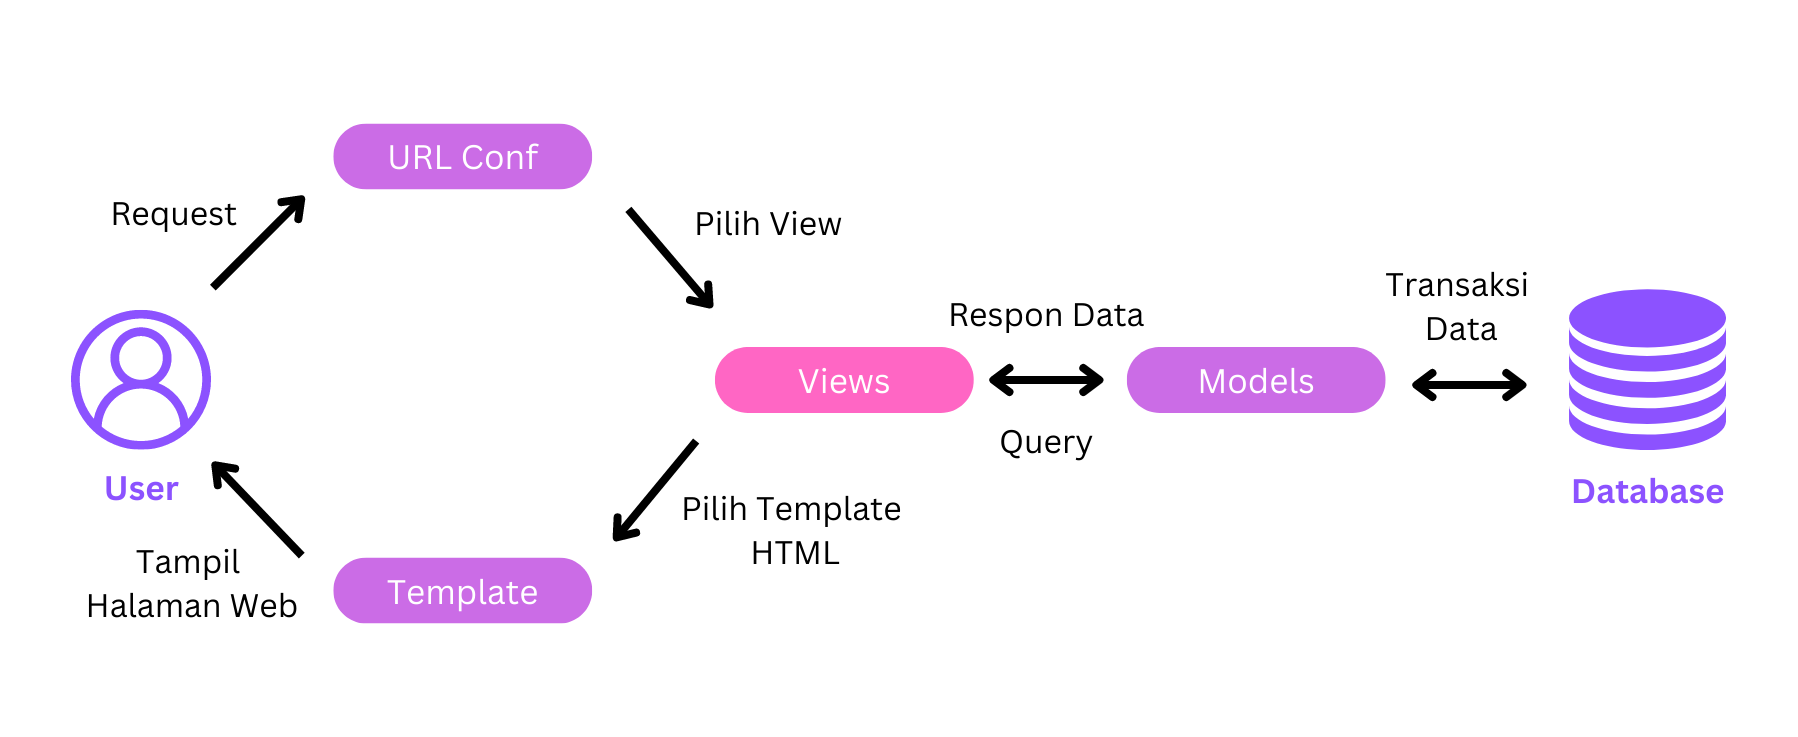 URL Conf
Request
Pilih View
Transaksi
Data
Respon Data
Views
Models
Query
User
Database
Pilih Template
HTML
Tampil
Halaman Web
Template